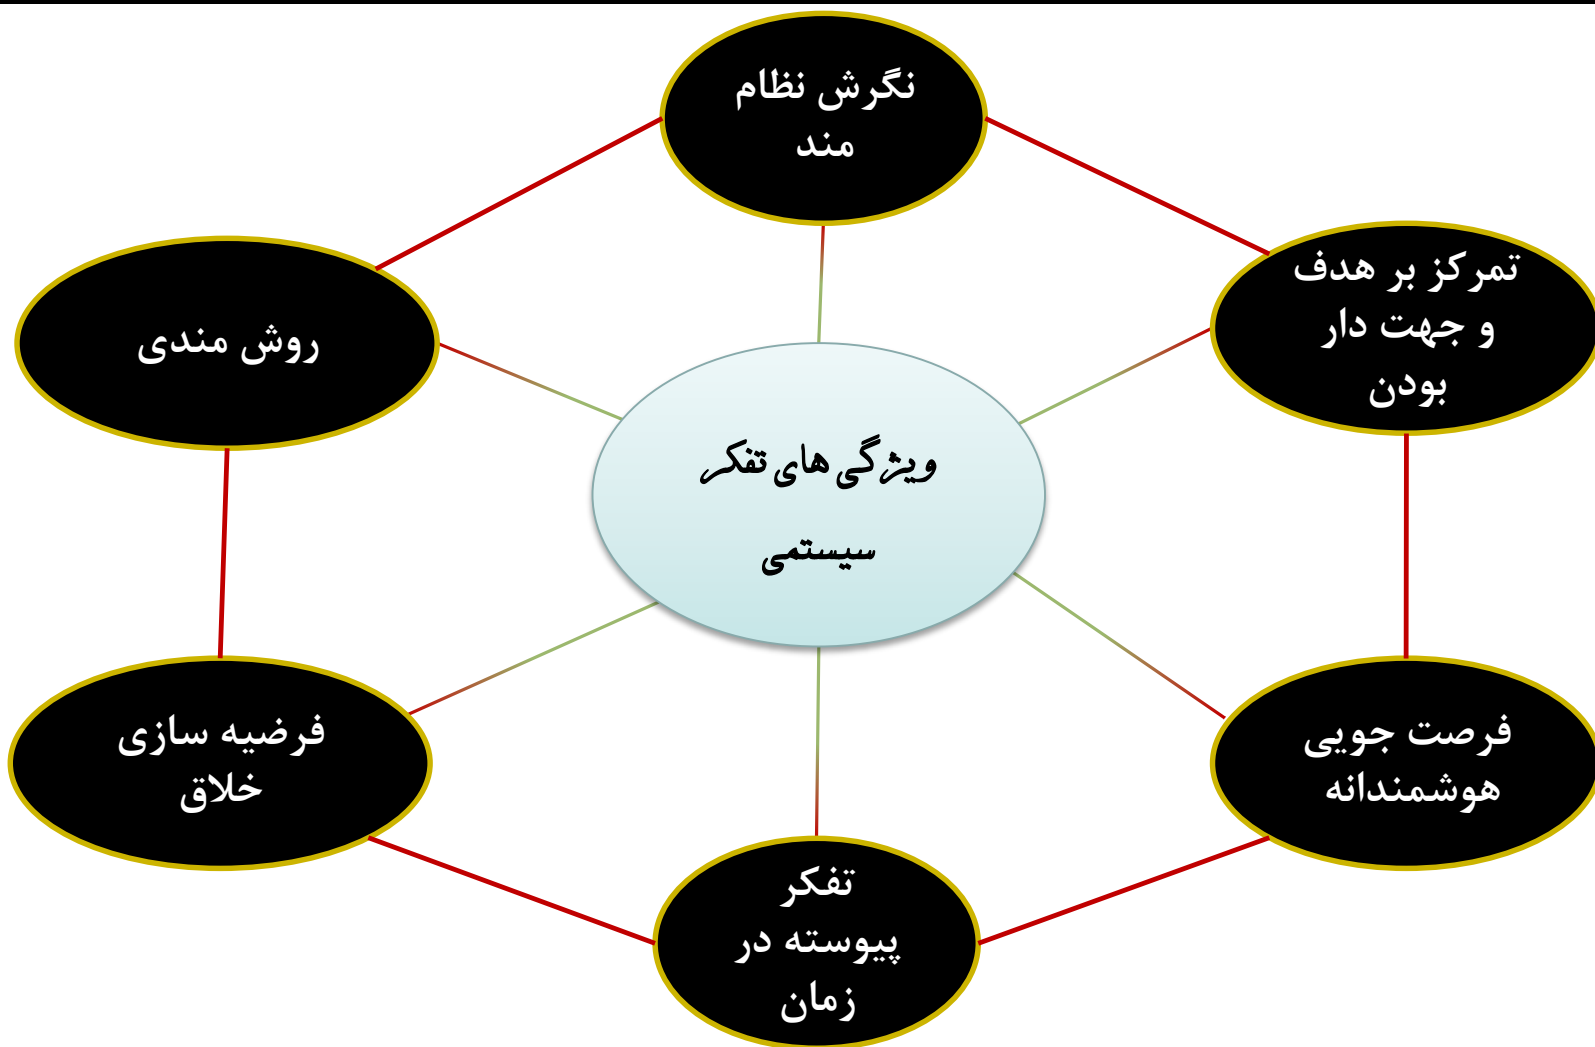 نگرش نظام
مند
تمرکز بر هدف
و جهت دار
بودن
روش مندی
ویژگی های تفکر
سیستمی
فرصت جویی
هوشمندانه
فرضیه سازی
خلاق
تفکر
پیوسته در
زمان